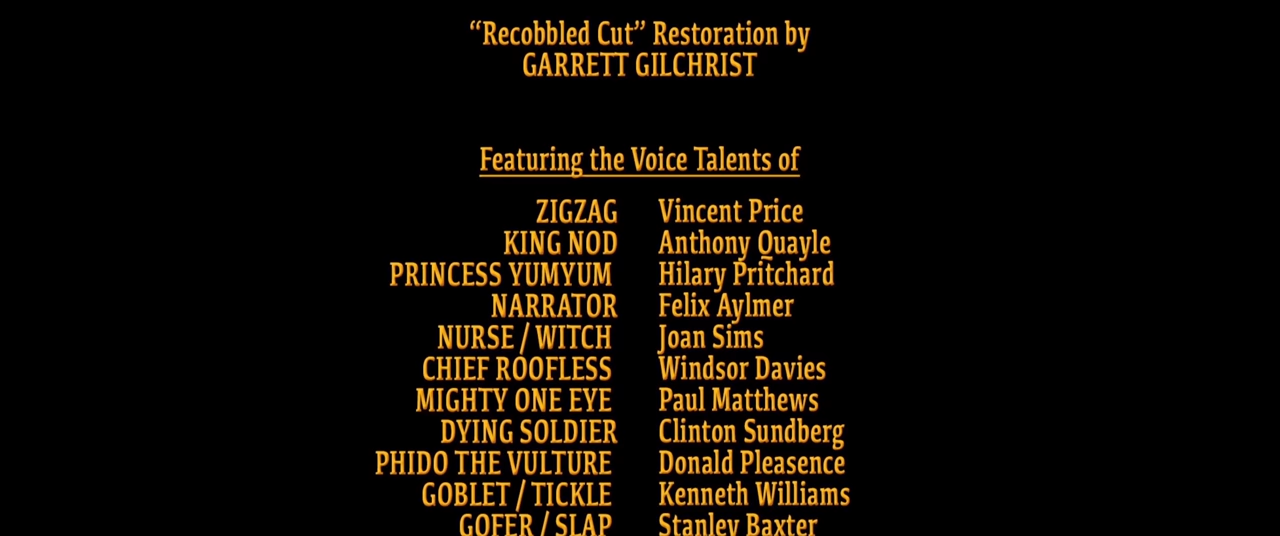 “Recobbled Cut” Restoration by
GARRETT GILCHRIST
Featuring the Voice Talents of
ZIGZAG Vincent Price
KING NOD Anthony Quayle
PRINCESS YUMYUM Hilary Pritchard
NARRATOR Felix Aylmer
NURSE / WITCH Joan Sims
CHIEF ROOFLESS Windsor Davies
MIGHTY ONE EYE Paul Matthews
DYING SOLDIER Clinton Sundberg
PHIDO THE VULTURE Donald Pleasence
GOBLET / TICKLE Kenneth Williams
GOFER / SLAP Stanley Baxter